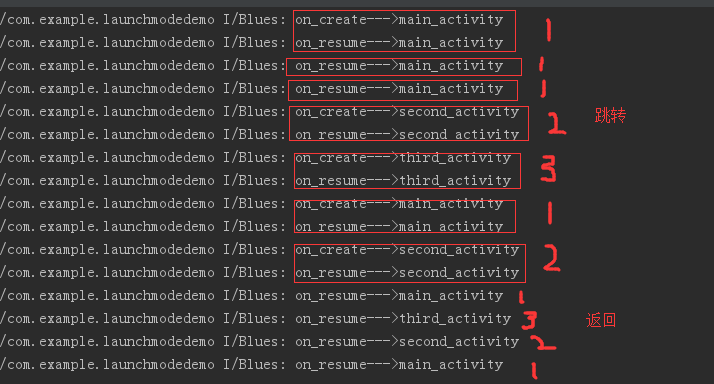 /com.example.launchmodedemo I/Blues: on_create--->main_activity
/com.example.launchmodedemo I/Blues: on_resume--->main_activity 1
/com.example.launchmodedemo I/Blues: on_resume--->main_activity 1
/com.example.launchmodedemo I/Blues: on_resume--->main_activity 1
/com.example.launchmodedemo I/Blues: on_create--->second_activity 跳转
/com.example.launchmodedemo I/Blues: on_resume--->second_activity 2
/com.example.launchmodedemo I/Blues: on_create--->third_activity
/com.example.launchmodedemo I/Blues: on_resume--->third_activity 3
/com.example.launchmodedemo I/Blues: on_create--->main_activity
/com.example.launchmodedemo I/Blues: on_resume--->main_activity 1
/com.example.launchmodedemo I/Blues: on_create--->second_activity
/com.example.launchmodedemo I/Blues: on_resume--->second_activity 2
/com.example.launchmodedemo I/Blues: on_resume--->main_activity 1
/com.example.launchmodedemo I/Blues: on_resume--->third_activity 3 返回
/com.example.launchmodedemo I/Blues: on_resume--->second_activity 2
/com.example.launchmodedemo I/Blues: on_resume--->main_activity 1